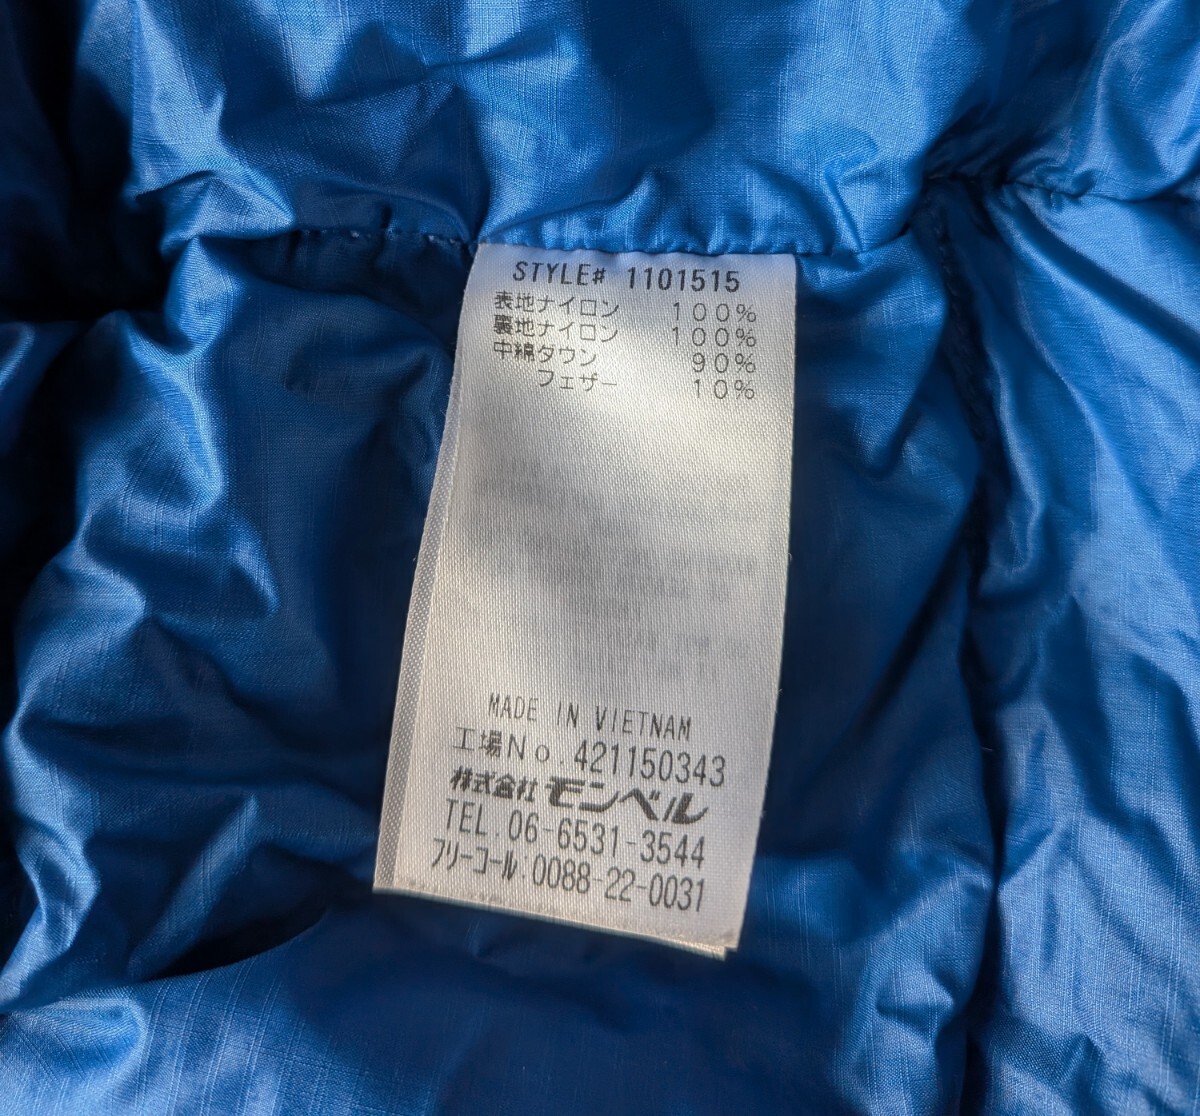 STYLE# 1101515
表地ナイロン 100%
裏地ナイロン 100%
中綿ダウン 90%
フェザー 10%
MADE IN VIETNAM
工場No.421150343
株式会社 モンベル
TEL.06-6531-3544
フリーコール:0088-22-0031